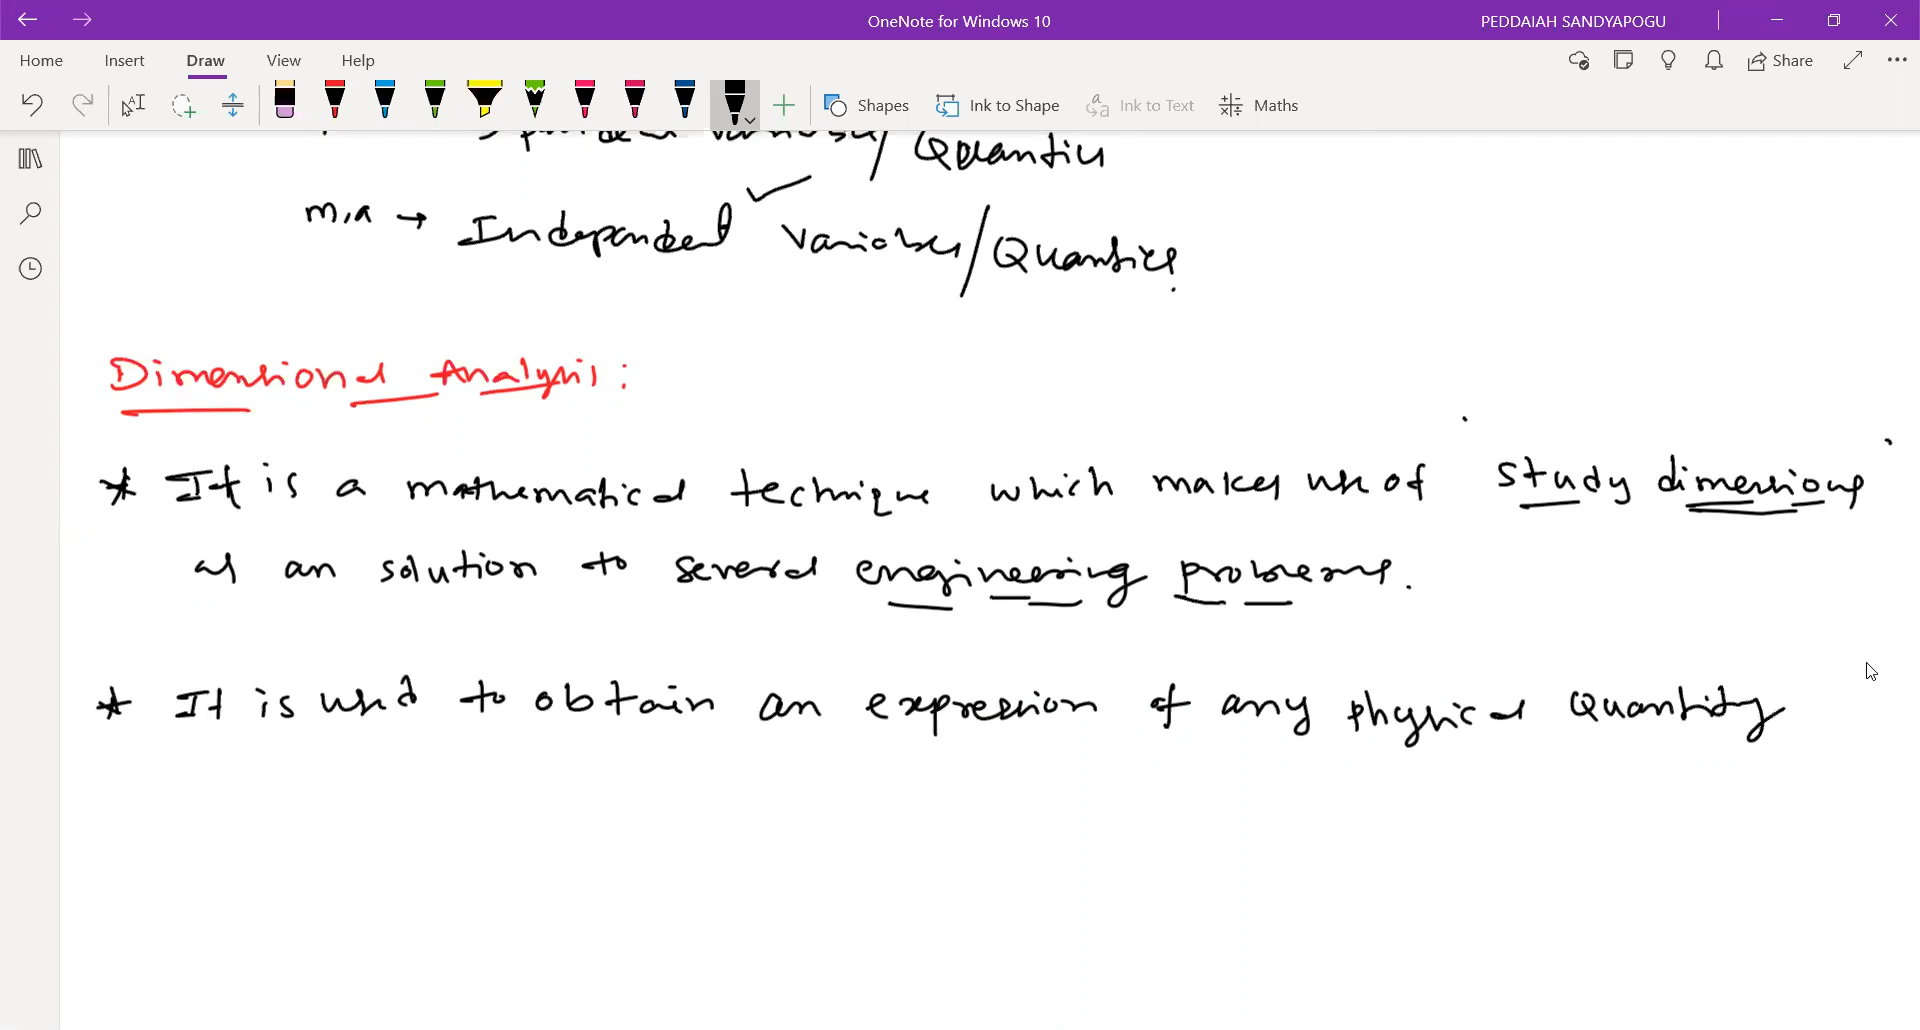 OneNote for Windows 10
PEDDAIAH SANDYAPOGU
Home Insert Draw View Help
Share
Shapes Ink to Shape Ink to Text Maths
Quantities
m,a → Independent variables/Quantities.
Dimensional Analysis:
* It is a mathematical technique which makes use of study dimensions
as an solution to several engineering problems.
* It is used to obtain an expression of any physical Quantity